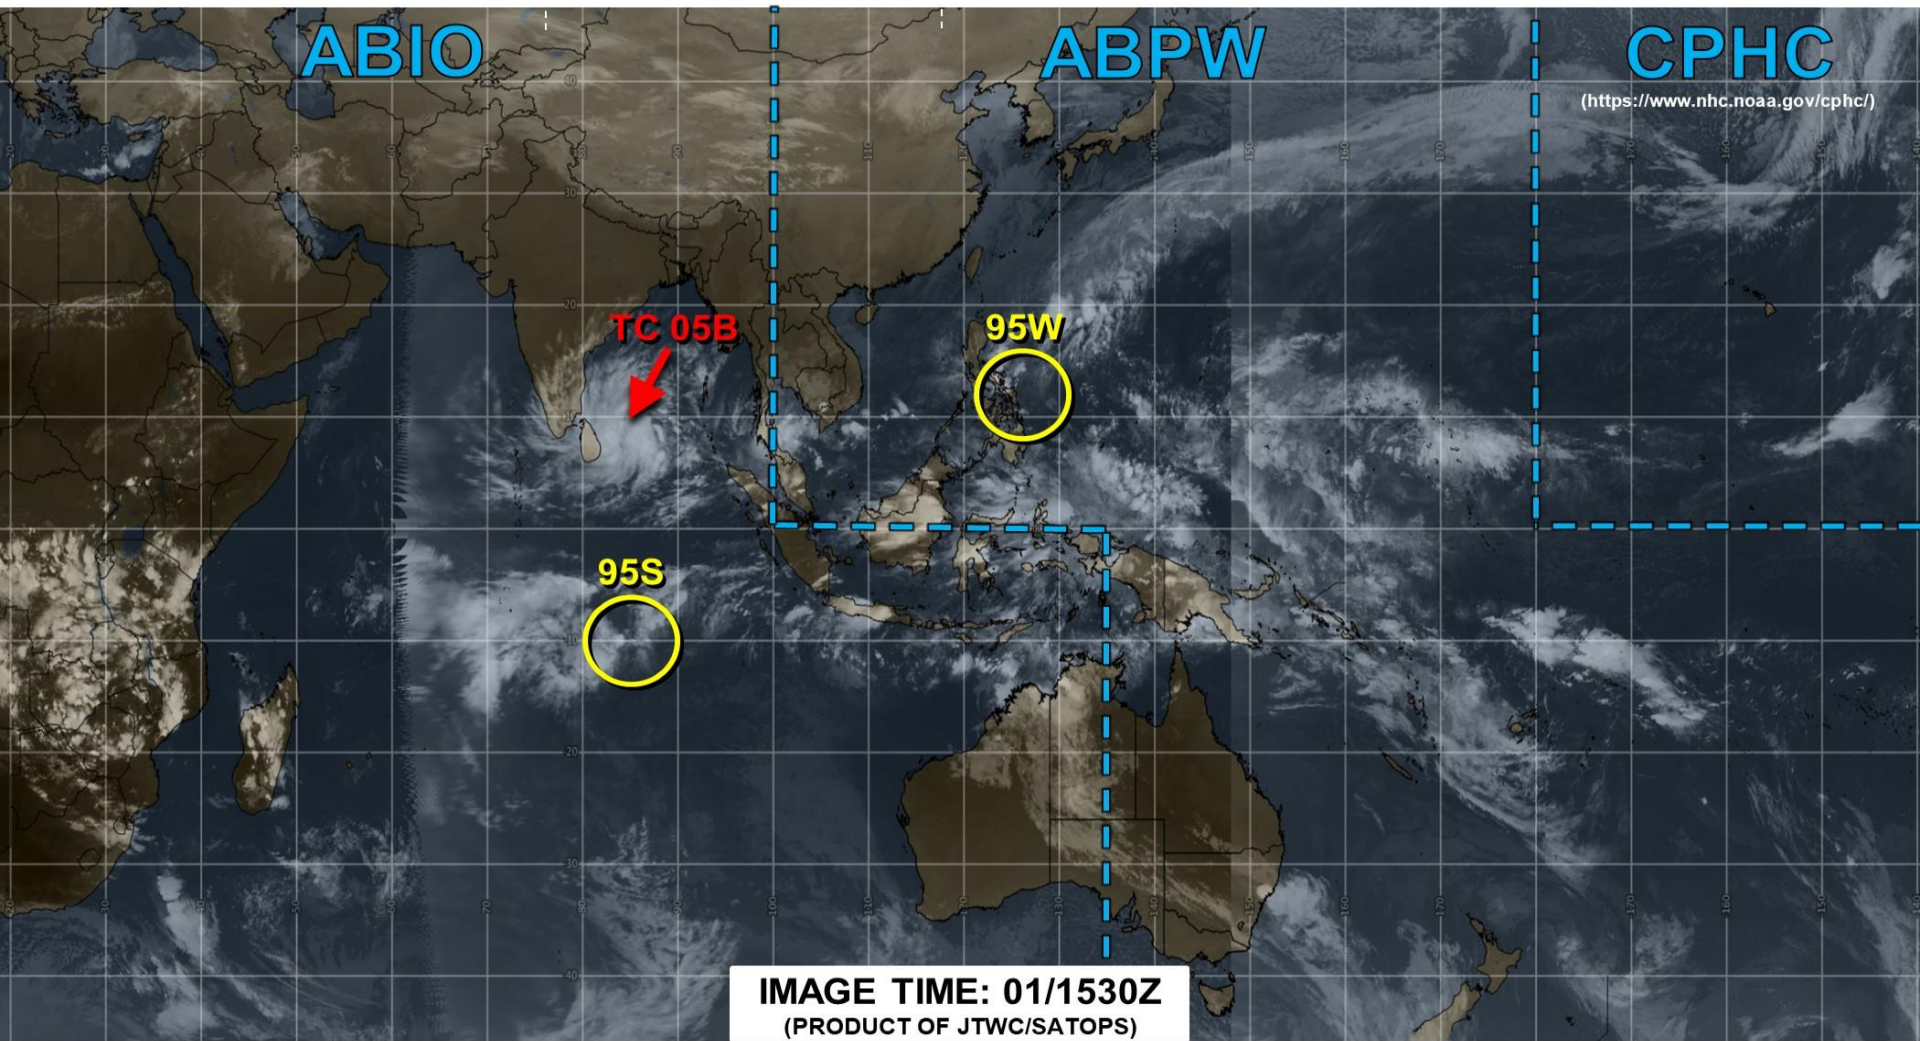 ABIO
ABPW
CPHC
(https://www.nhc.noaa.gov/cphc/)
TC 05B
95W
95S
IMAGE TIME: 01/1530Z
(PRODUCT OF JTWC/SATOPS)